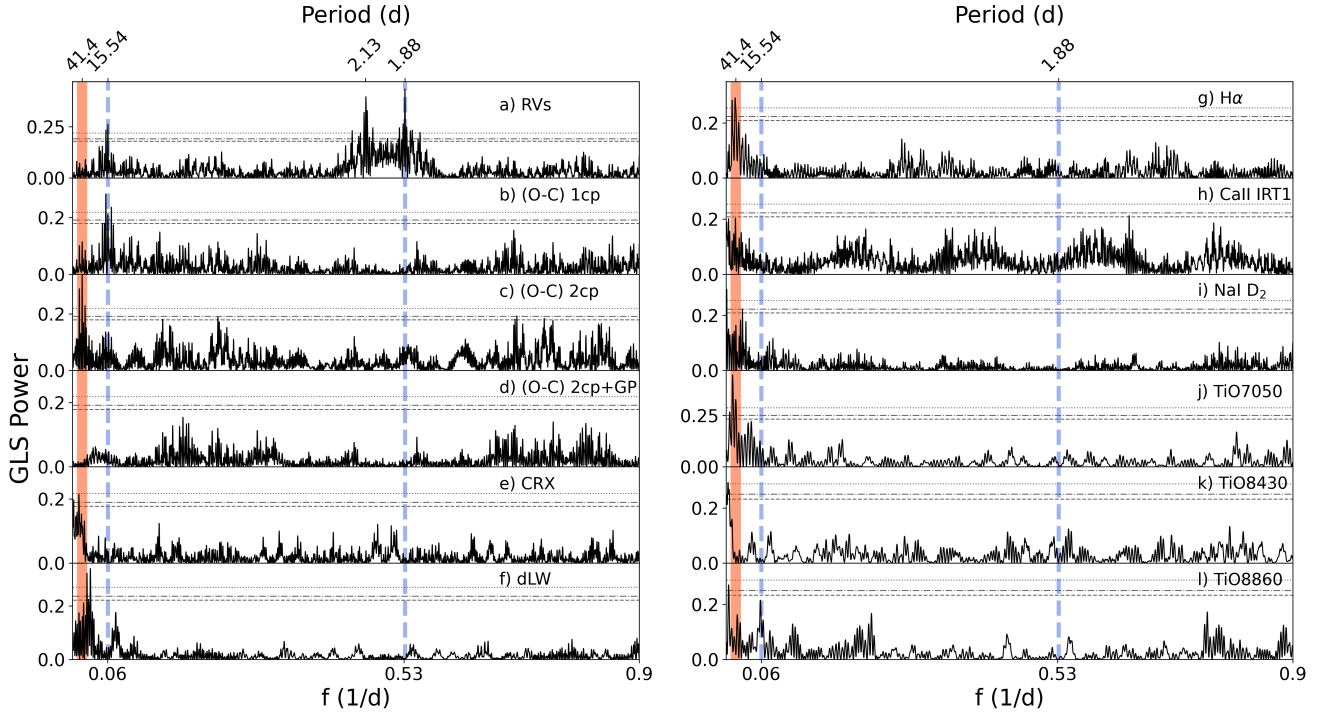 Period (d)
Period (d)
41.4
15.54
2.13
1.88
41.4
15.54
1.88
a) RVs
0.25
0.00
b) (O-C) 1cp
0.2
0.0
c) (O-C) 2cp
0.2
0.0
d) (O-C) 2cp+GP
0.2
0.0
e) CRX
0.2
0.0
f) dLW
0.2
0.0
GLS Power
0.06
0.53
0.9
f (1/d)
g) Hα
0.2
0.0
h) CaII IRT1
0.2
0.0
i) NaI D2
0.2
0.0
j) TiO7050
0.25
0.00
k) TiO8430
0.2
0.0
l) TiO8860
0.2
0.0
0.06
0.53
0.9
f (1/d)